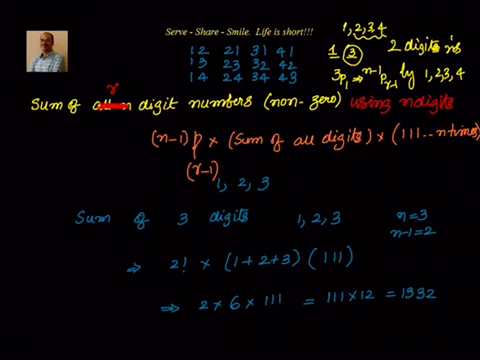 Serve - Share - Smile. Life is short!!!
1, 2, 3, 4
12 21 31 41
13 23 32 42
14 24 34 43
1 3 2 digits n's
3P1 → n-1Pr-1 by 1, 2, 3, 4
r
Sum of all n digit numbers (non-zero) using n digits
(n-1)P(r-1) × (Sum of all digits) × (111...n times)
1, 2, 3
Sum of 3 digits 1, 2, 3 n=3
n-1=2
⇒ 2! × (1+2+3) (111)
⇒ 2 × 6 × 111 = 111×12 = 1332